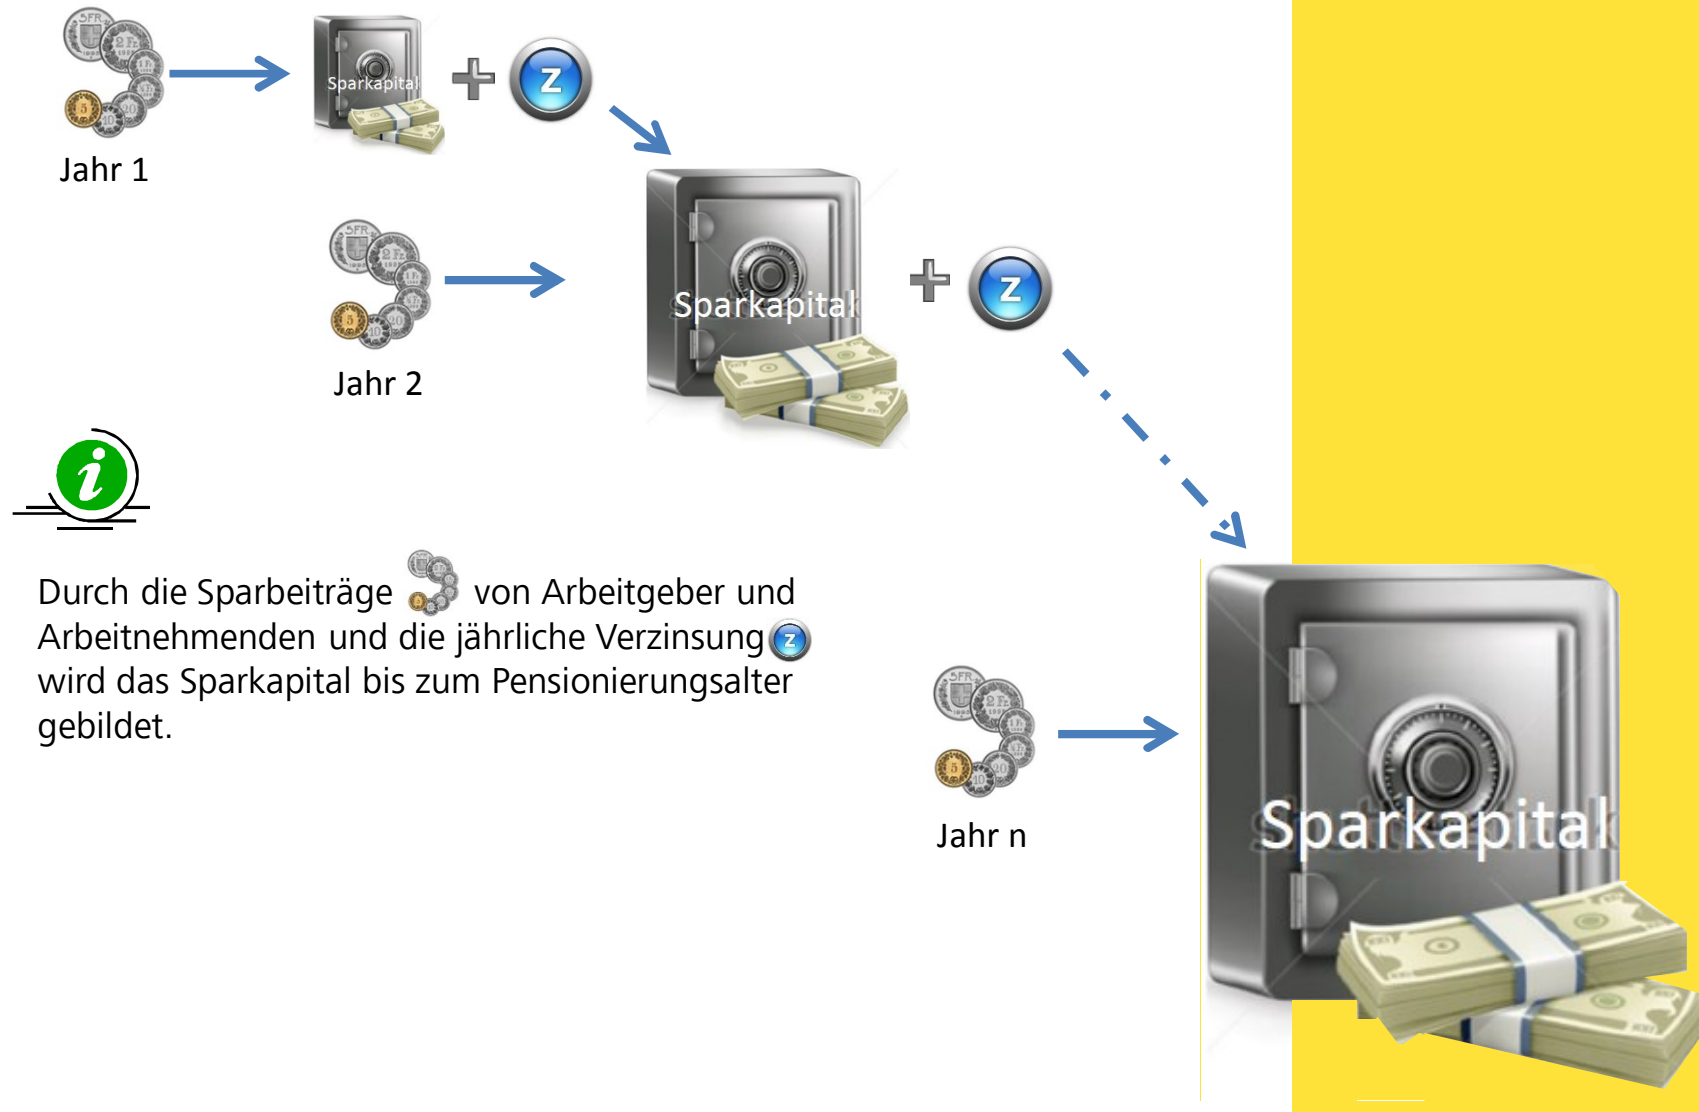 Sparkapital
z
Jahr 1
Sparkapital
z
Jahr 2
i
Durch die Sparbeiträge von Arbeitgeber und
Arbeitnehmenden und die jährliche Verzinsung z
wird das Sparkapital bis zum Pensionierungsalter
gebildet.
Jahr n
Sparkapital